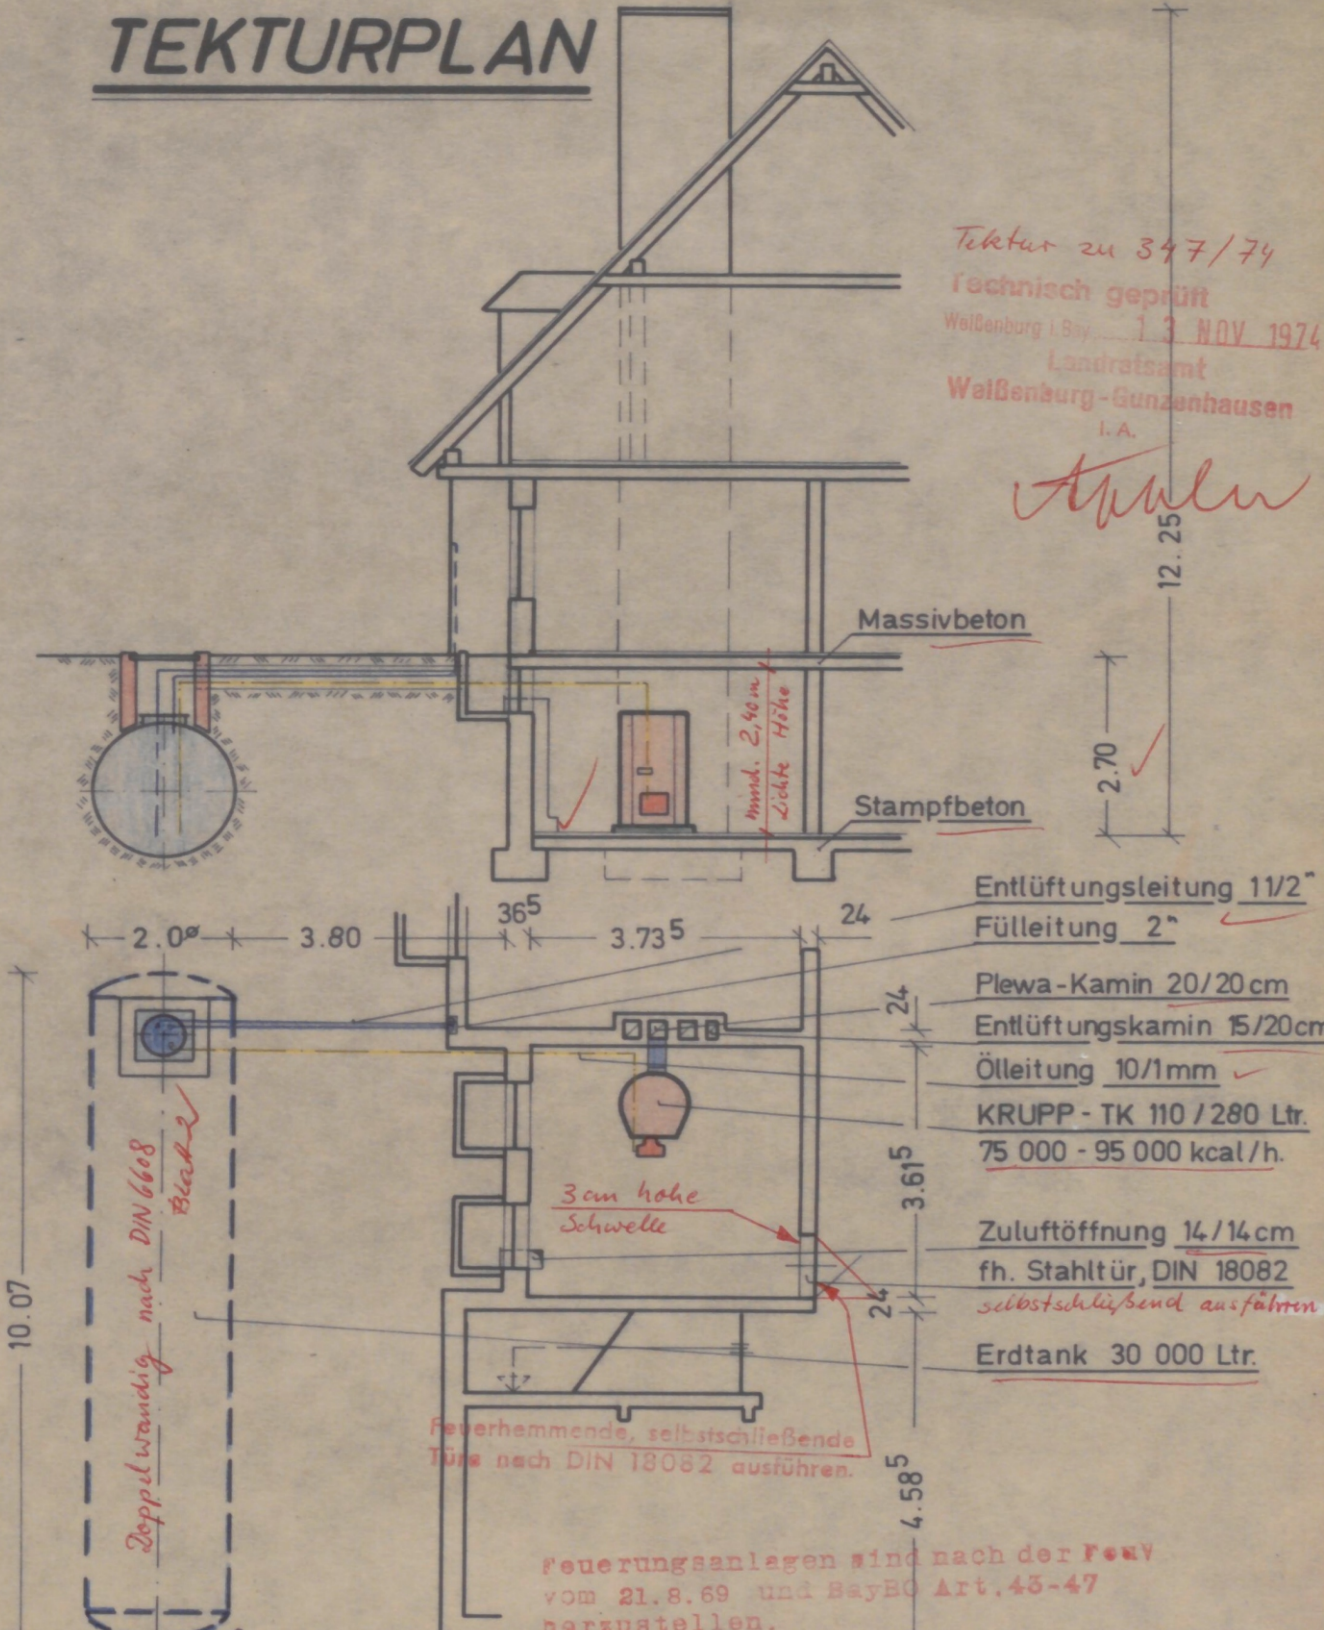 TEKTURPLAN
Tektur zu 347/74
Technisch geprüft
Weißenburg i. Bay. 13 NOV 1974
Landratsamt
Weißenburg-Gunzenhausen
I. A.
12.25
Massivbeton
mind. 2,40m
Lichte Höhe
2.70
Stampfbeton
Entlüftungsleitung 11/2"
Fülleitung 2"
2.0⁰
3.80
36⁵
3.73⁵
24
Plewa-Kamin 20/20 cm
24
Entlüftungskamin 15/20cm
Ölleitung 10/1mm
KRUPP - TK 110 / 280 Ltr.
75 000 - 95 000 kcal/h.
3.61⁵
3 cm hohe
Schwelle
Doppelwandig nach DIN 6608
Blatt 2
Zuluftöffnung 14/14 cm
fh. Stahltür, DIN 18082
selbstschließend ausführen
24
10.07
Erdtank 30 000 Ltr.
Feuerhemmende, selbstschließende
Türe nach DIN 18082 ausführen.
4.58⁵
Feuerungsanlagen sind nach der FeuV
vom 21.8.69 und BayBO Art.43-47
herzustellen.